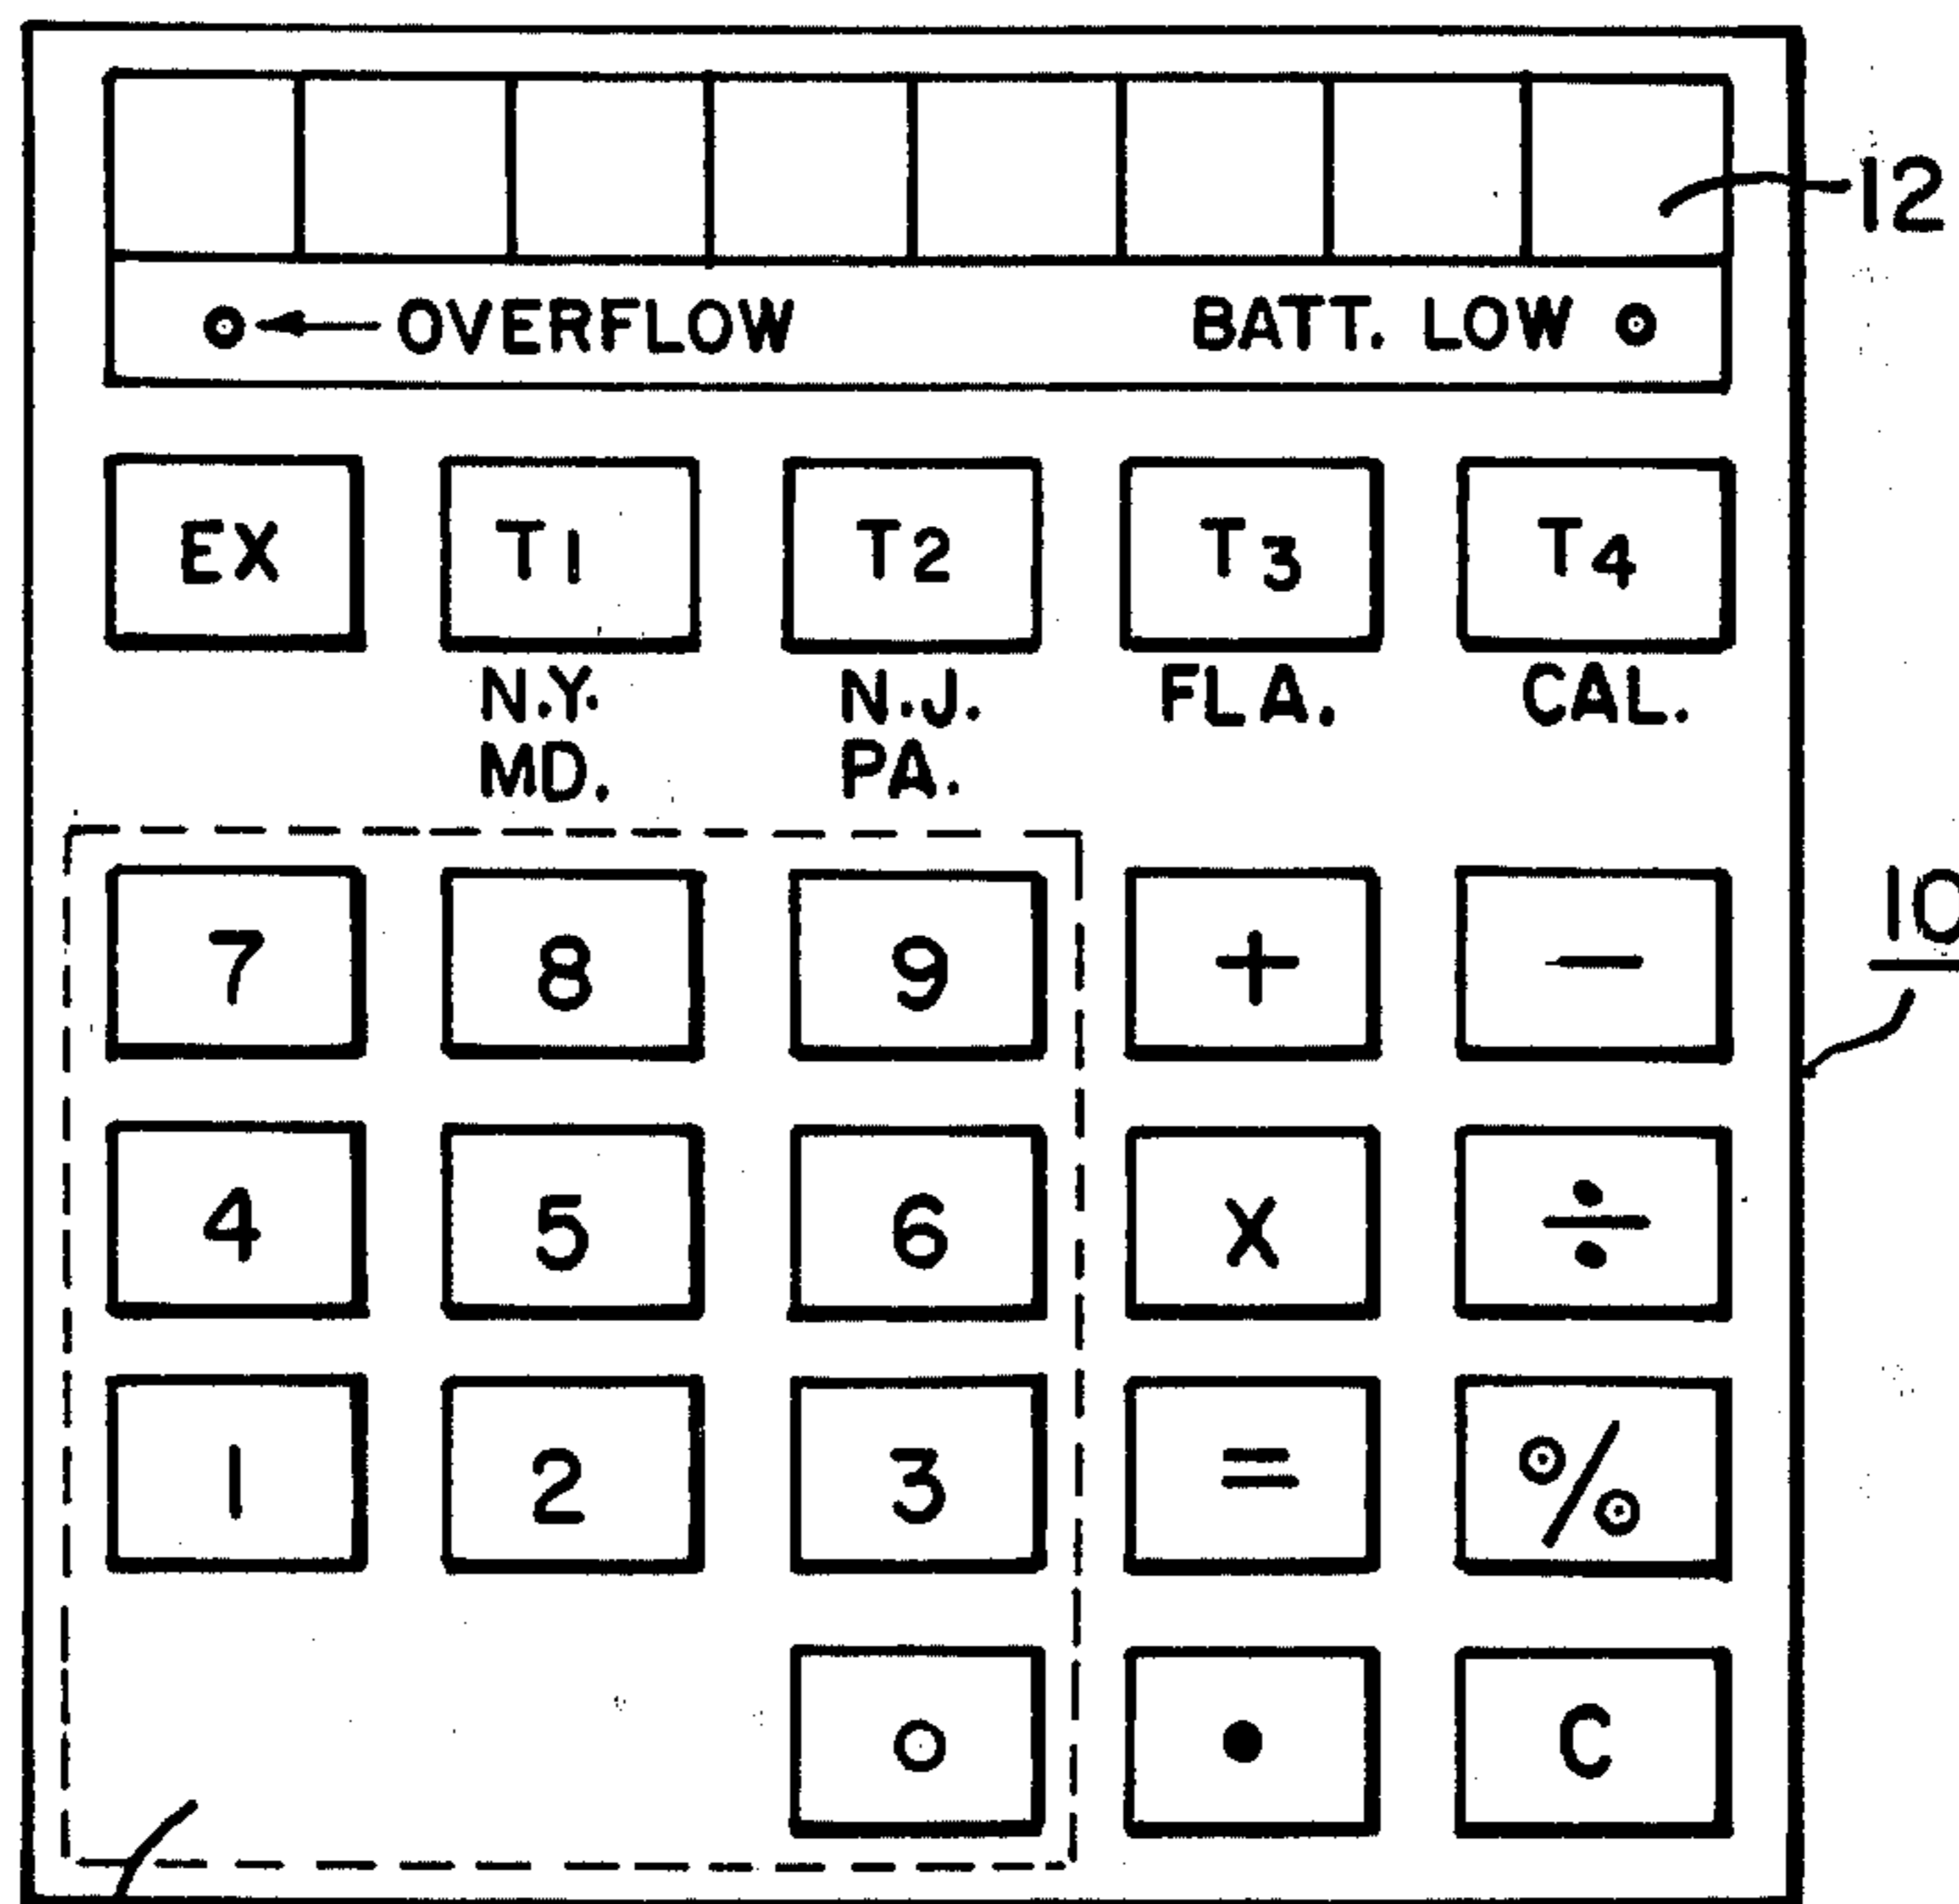 12
OVERFLOW BATT. LOW
EX T1 T2 T3 T4
N.Y. N.J. FLA. CAL.
MD. PA.
7 8 9 + − 10
4 5 6 X ÷
1 2 3 = %
0 • C